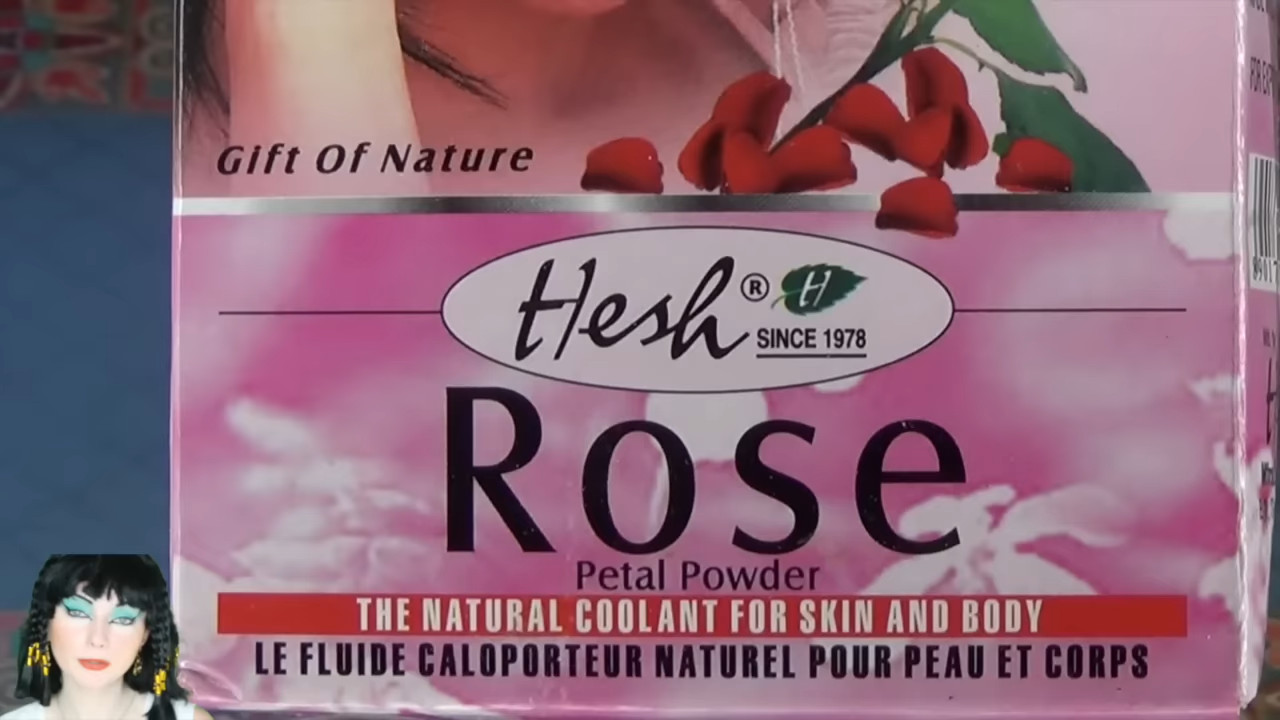 Gift Of Nature
Hesh® H
SINCE 1978
Rose
Petal Powder
THE NATURAL COOLANT FOR SKIN AND BODY
LE FLUIDE CALOPORTEUR NATUREL POUR PEAU ET CORPS